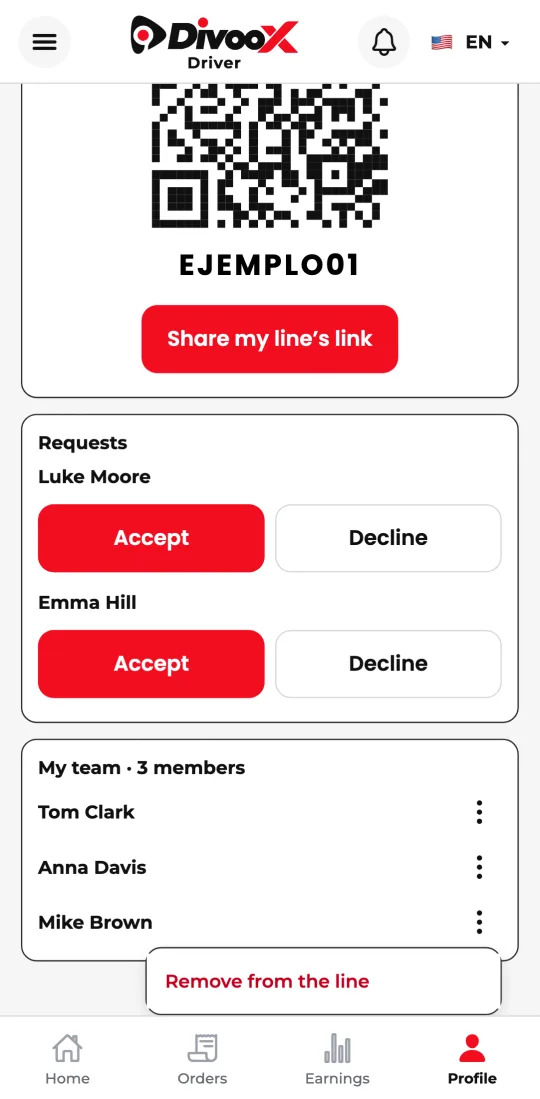 DivooX
Driver
EN
EJEMPLO01
Share my line’s link
Requests
Luke Moore
Accept
Decline
Emma Hill
Accept
Decline
My team · 3 members
Tom Clark
Anna Davis
Mike Brown
Remove from the line
Home
Orders
Earnings
Profile